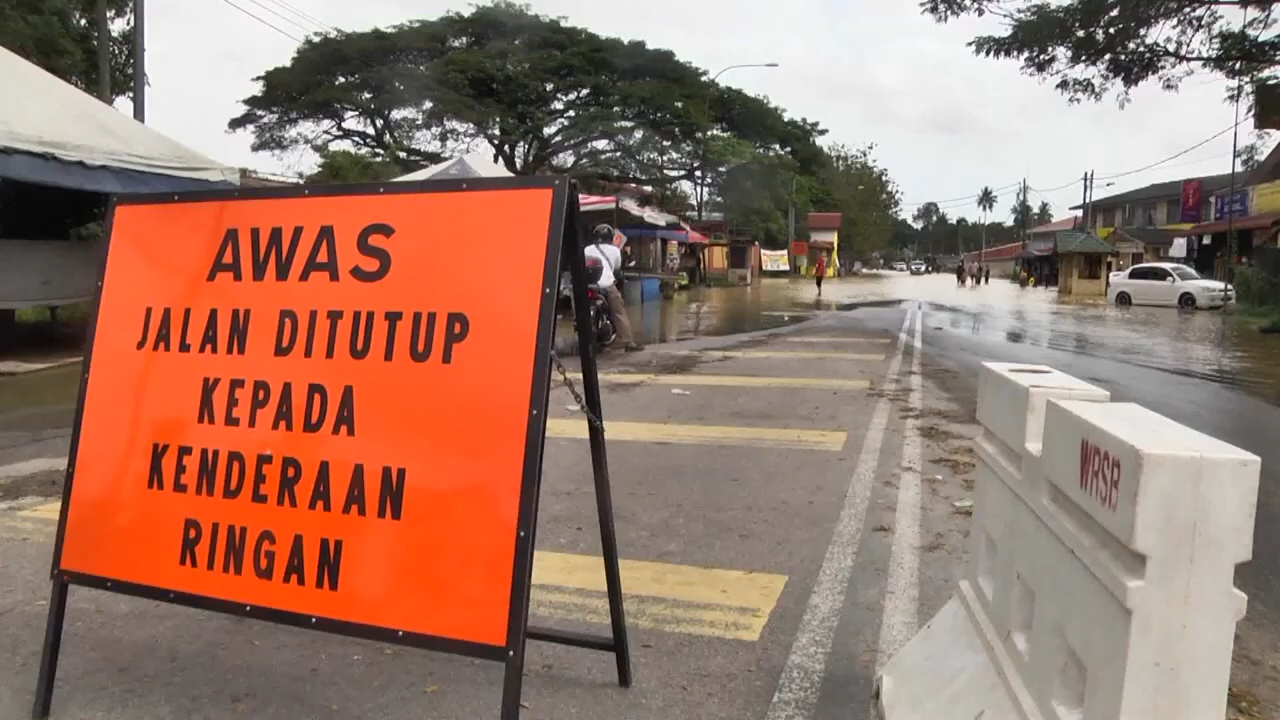 AWAS
JALAN DITUTUP
KEPADA
KENDERAAN
RINGAN
WRSB